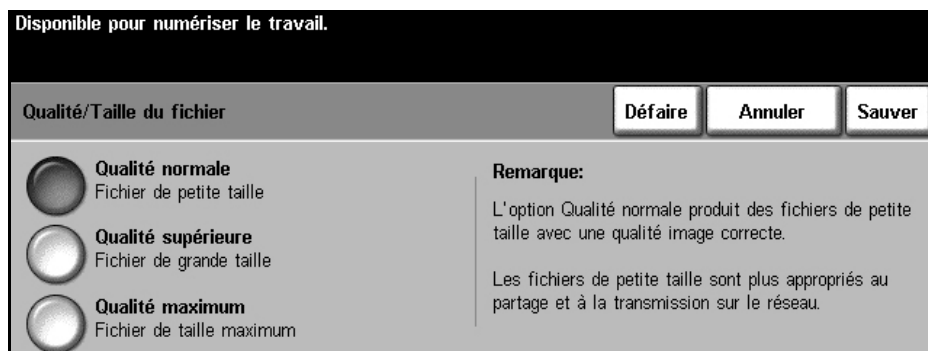 Disponible pour numériser le travail.
Qualité/Taille du fichier
Défaire
Annuler
Sauver
Qualité normale
Fichier de petite taille
Qualité supérieure
Fichier de grande taille
Qualité maximum
Fichier de taille maximum
Remarque:
L'option Qualité normale produit des fichiers de petite
taille avec une qualité image correcte.
Les fichiers de petite taille sont plus appropriés au
partage et à la transmission sur le réseau.